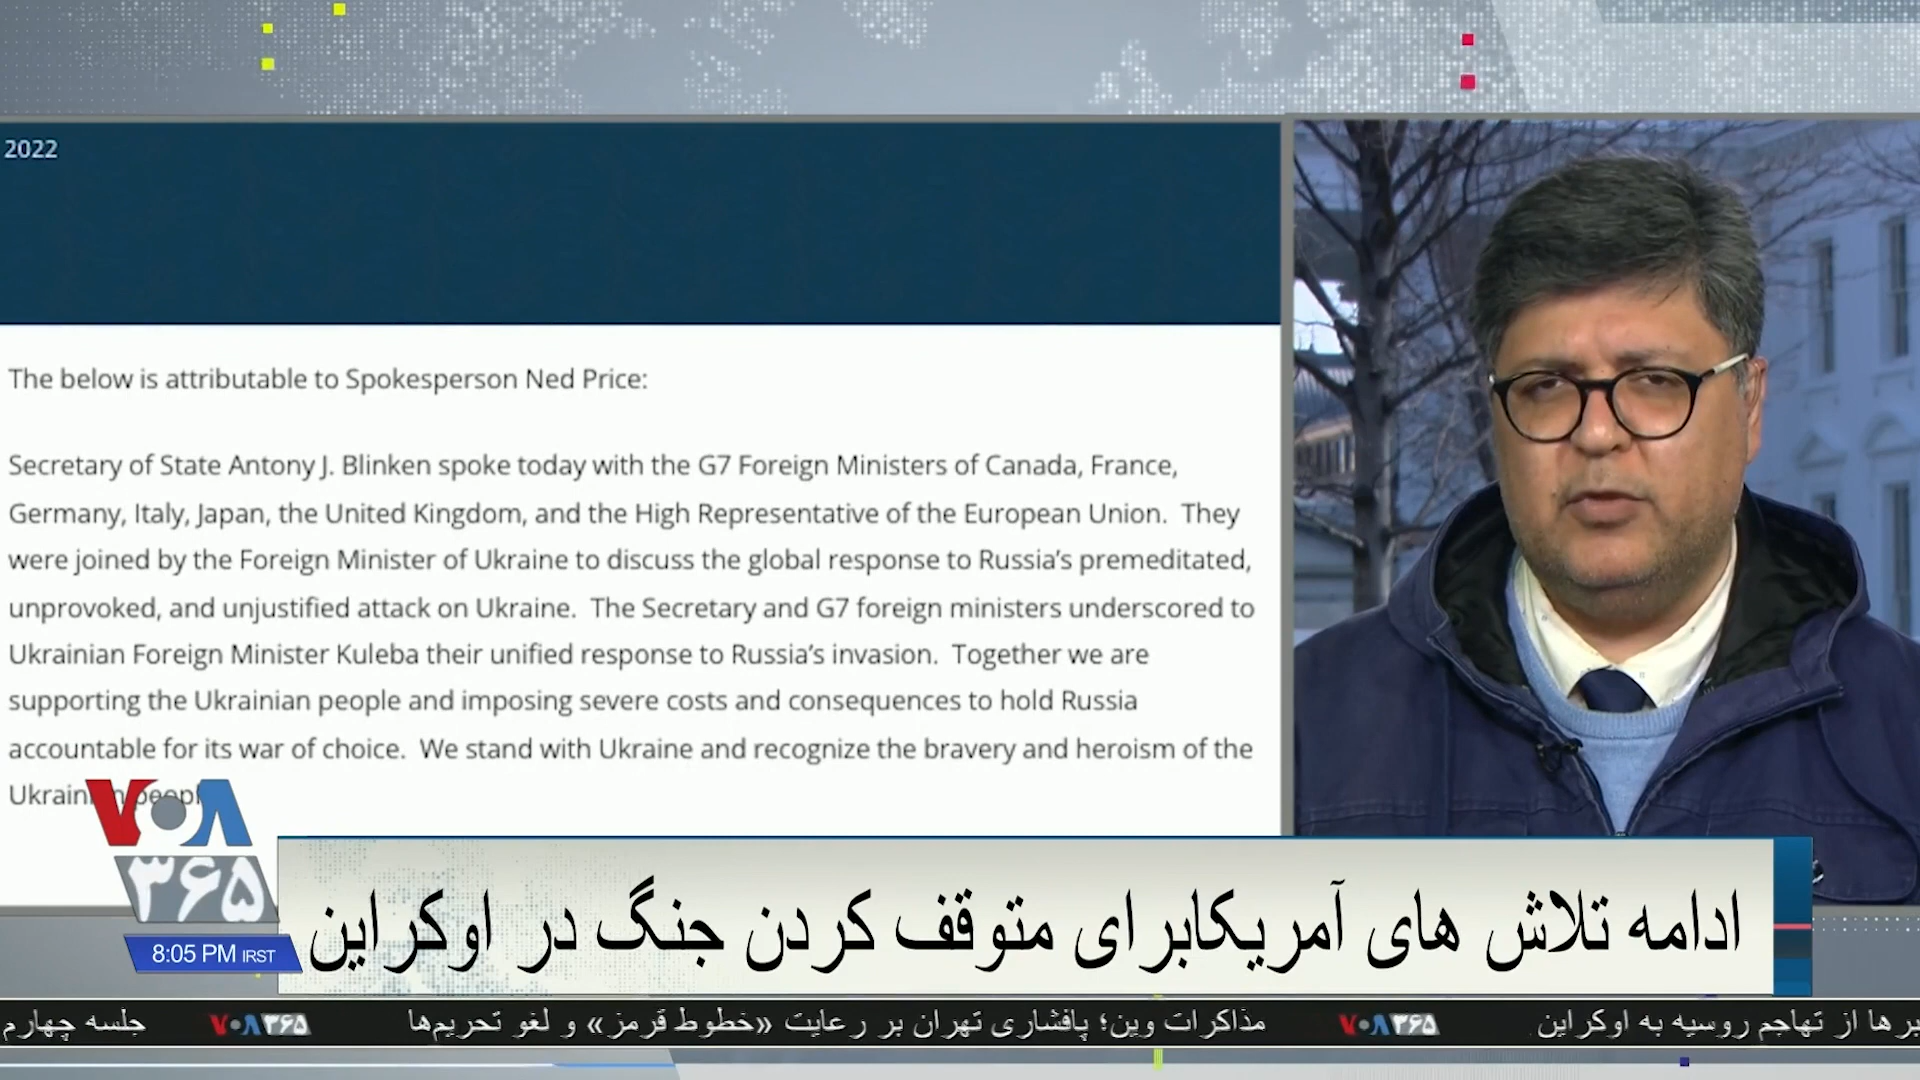 2022
The below is attributable to Spokesperson Ned Price:
Secretary of State Antony J. Blinken spoke today with the G7 Foreign Ministers of Canada, France,
Germany, Italy, Japan, the United Kingdom, and the High Representative of the European Union. They
were joined by the Foreign Minister of Ukraine to discuss the global response to Russia's premeditated,
unprovoked, and unjustified attack on Ukraine. The Secretary and G7 foreign ministers underscored to
Ukrainian Foreign Minister Kuleba their unified response to Russia's invasion. Together we are
supporting the Ukrainian people and imposing severe costs and consequences to hold Russia
accountable for its war of choice. We stand with Ukraine and recognize the bravery and heroism of the
VOA
۳۶۵
8:05 PM IRST
ادامه تلاش های آمریکابرای متوقف کردن جنگ در اوکراین
ها از تهاجم روسیه به اوکراین VOA۳۶۵ مذاکرات وین؛ پافشاری تهران بر رعایت «خطوط قرمز» و لغو تحریم‌ها VOA۳۶۵ جلسه چهارم